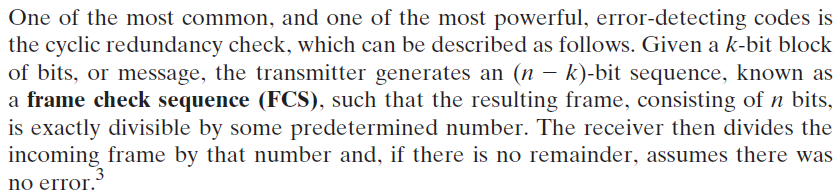 One of the most common, and one of the most powerful, error-detecting codes is
the cyclic redundancy check, which can be described as follows. Given a k-bit block
of bits, or message, the transmitter generates an (n − k)-bit sequence, known as
a frame check sequence (FCS), such that the resulting frame, consisting of n bits,
is exactly divisible by some predetermined number. The receiver then divides the
incoming frame by that number and, if there is no remainder, assumes there was
no error.3